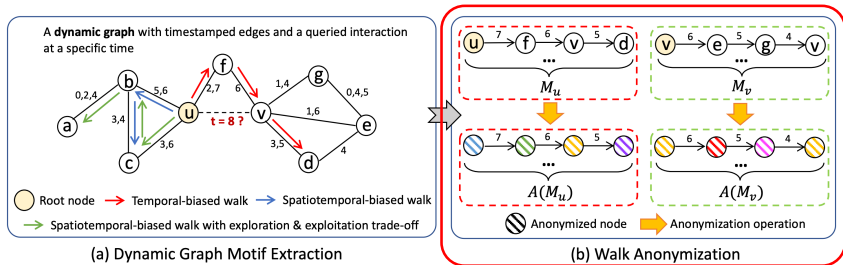 A dynamic graph with timestamped edges and a queried interaction
at a specific time
f
b
g
0,2,4
5,6
2,7
6
1,4
0,4,5
a
u
v
1,6
3,4
t = 8 ?
e
3,6
3,5
4
c
d
Root node
Temporal-biased walk
Spatiotemporal-biased walk
Spatiotemporal-biased walk with exploration & exploitation trade-off
(a) Dynamic Graph Motif Extraction
u 7 f 6 v 5 d
...
M_u
v 6 e 5 g 4 v
...
M_v
7 6 5
...
A(M_u)
6 5 4
...
A(M_v)
Anonymized node
Anonymization operation
(b) Walk Anonymization